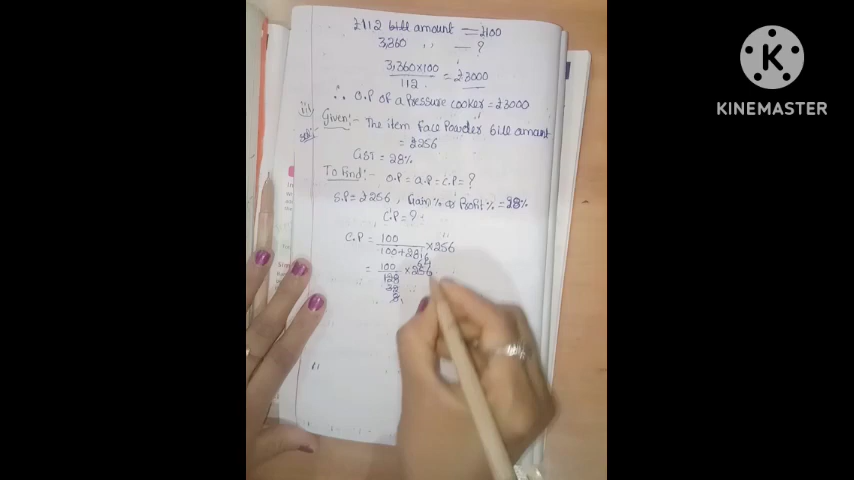 ₹112 bill amount = ₹100
3,360 ,, — ?
3,360×100
112
= ₹3000
∴ O.P of a Pressure cooker = ₹3000
iii) Given:- The item Face Powder bill amount
= ₹256
GST = 28%
To Find:- O.P = a.P = C.P = ?
S.P = ₹256, Gain% or Profit% = 28%
C.P = ?
C.P = 100
100+28
×256
= 100
128
×256
K
KINEMASTER